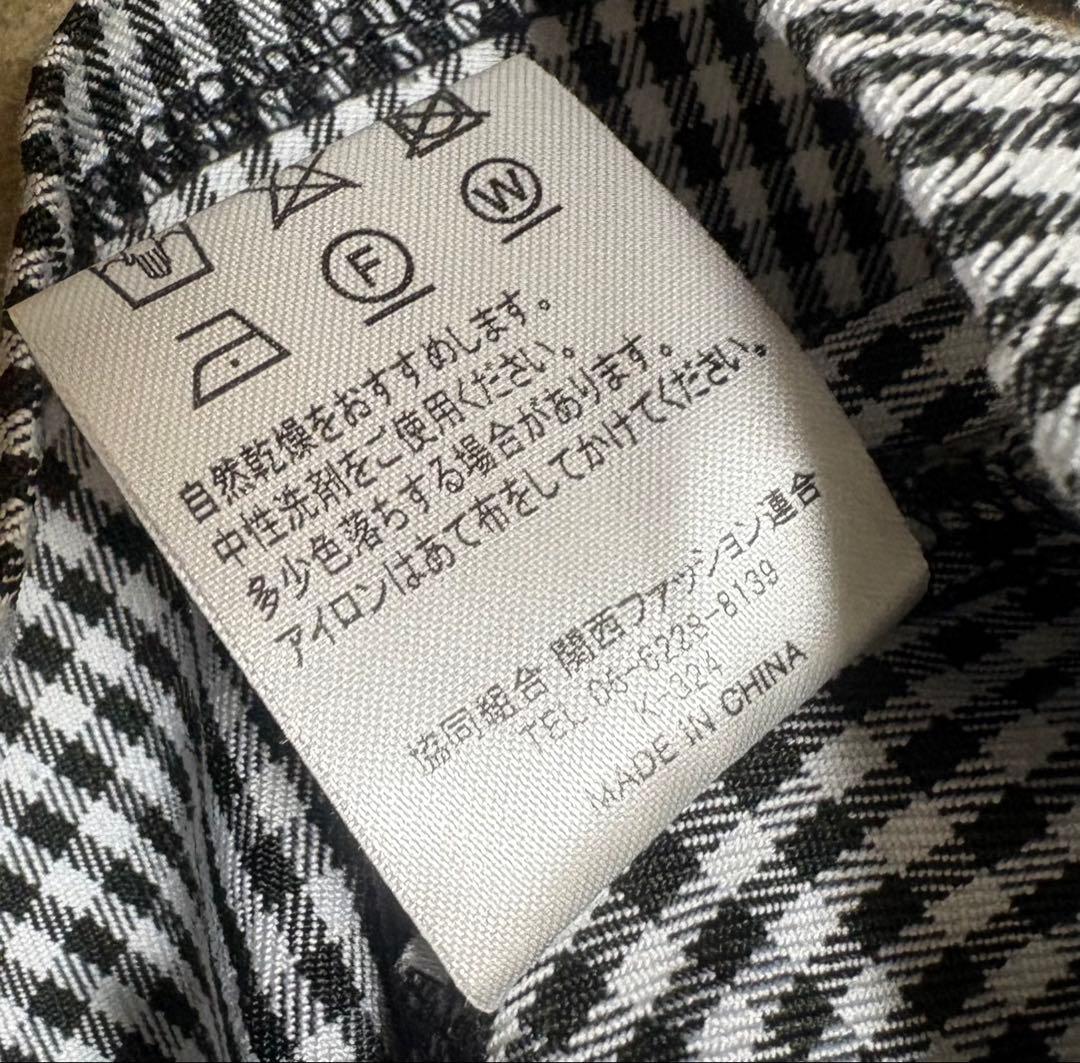 W
F
自然乾燥をおすすめします。
中性洗剤をご使用ください。
多少色落ちする場合があります。
アイロンはあて布をしてかけてください。
協同組合 関西ファッション連合
TEL 06-6228-8139
K-324
MADE IN CHINA